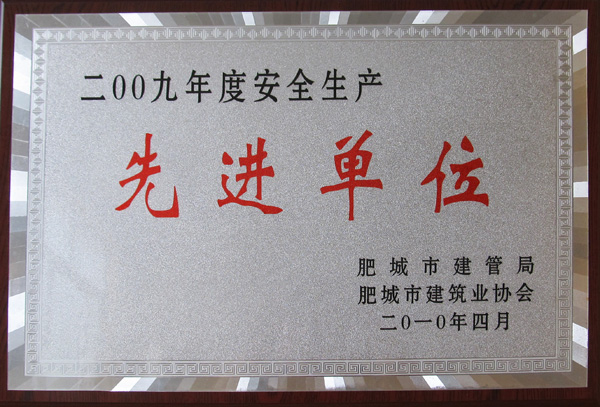 二00九年度安全生产
先进单位
肥城市建管局
肥城市建筑业协会
二0一0年四月